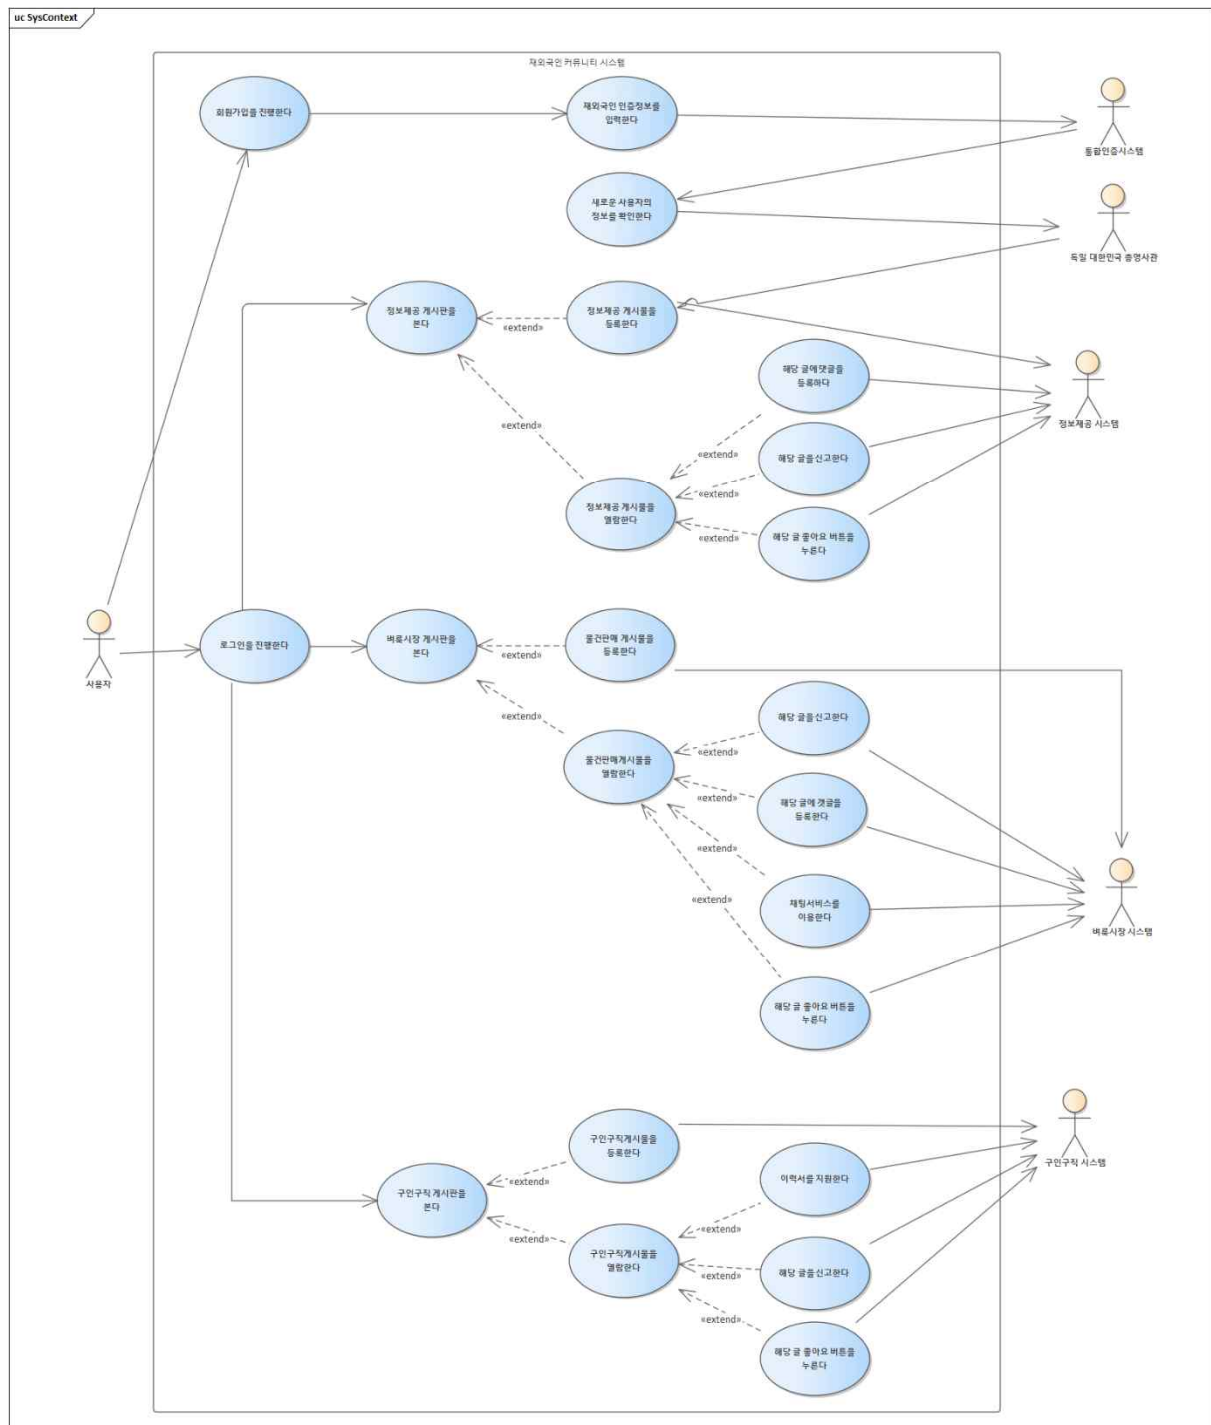 uc SysContext
재외국인 커뮤니티 시스템
회원가입을 진행한다
재외국인 인증정보를
입력한다
통합인증시스템
새로운 사용자의
정보를 확인한다
독일 대한민국 총영사관
정보제공 게시판을
본다
«extend»
정보제공 게시물을
등록한다
해당 글에 댓글을
등록하다
정보제공 시스템
«extend»
«extend»
해당 글을 신고한다
«extend»
정보제공 게시물을
열람한다
«extend»
해당 글 좋아요 버튼을
누른다
사용자
로그인을 진행한다
벼룩시장 게시판을
본다
«extend»
물건판매 게시물을
등록한다
«extend»
해당 글을 신고한다
«extend»
물건판매게시물을
열람한다
«extend»
해당 글에 갯글을
등록한다
«extend»
«extend»
채팅서비스를
이용한다
벼룩시장 시스템
해당 글 좋아요 버튼을
누른다
구인구직게시물을
등록한다
구인구직 시스템
«extend»
이력서를 지원한다
구인구직 게시판을
본다
«extend»
«extend»
구인구직게시물을
열람한다
«extend»
해당 글을 신고한다
«extend»
해당 글 좋아요 버튼을
누른다